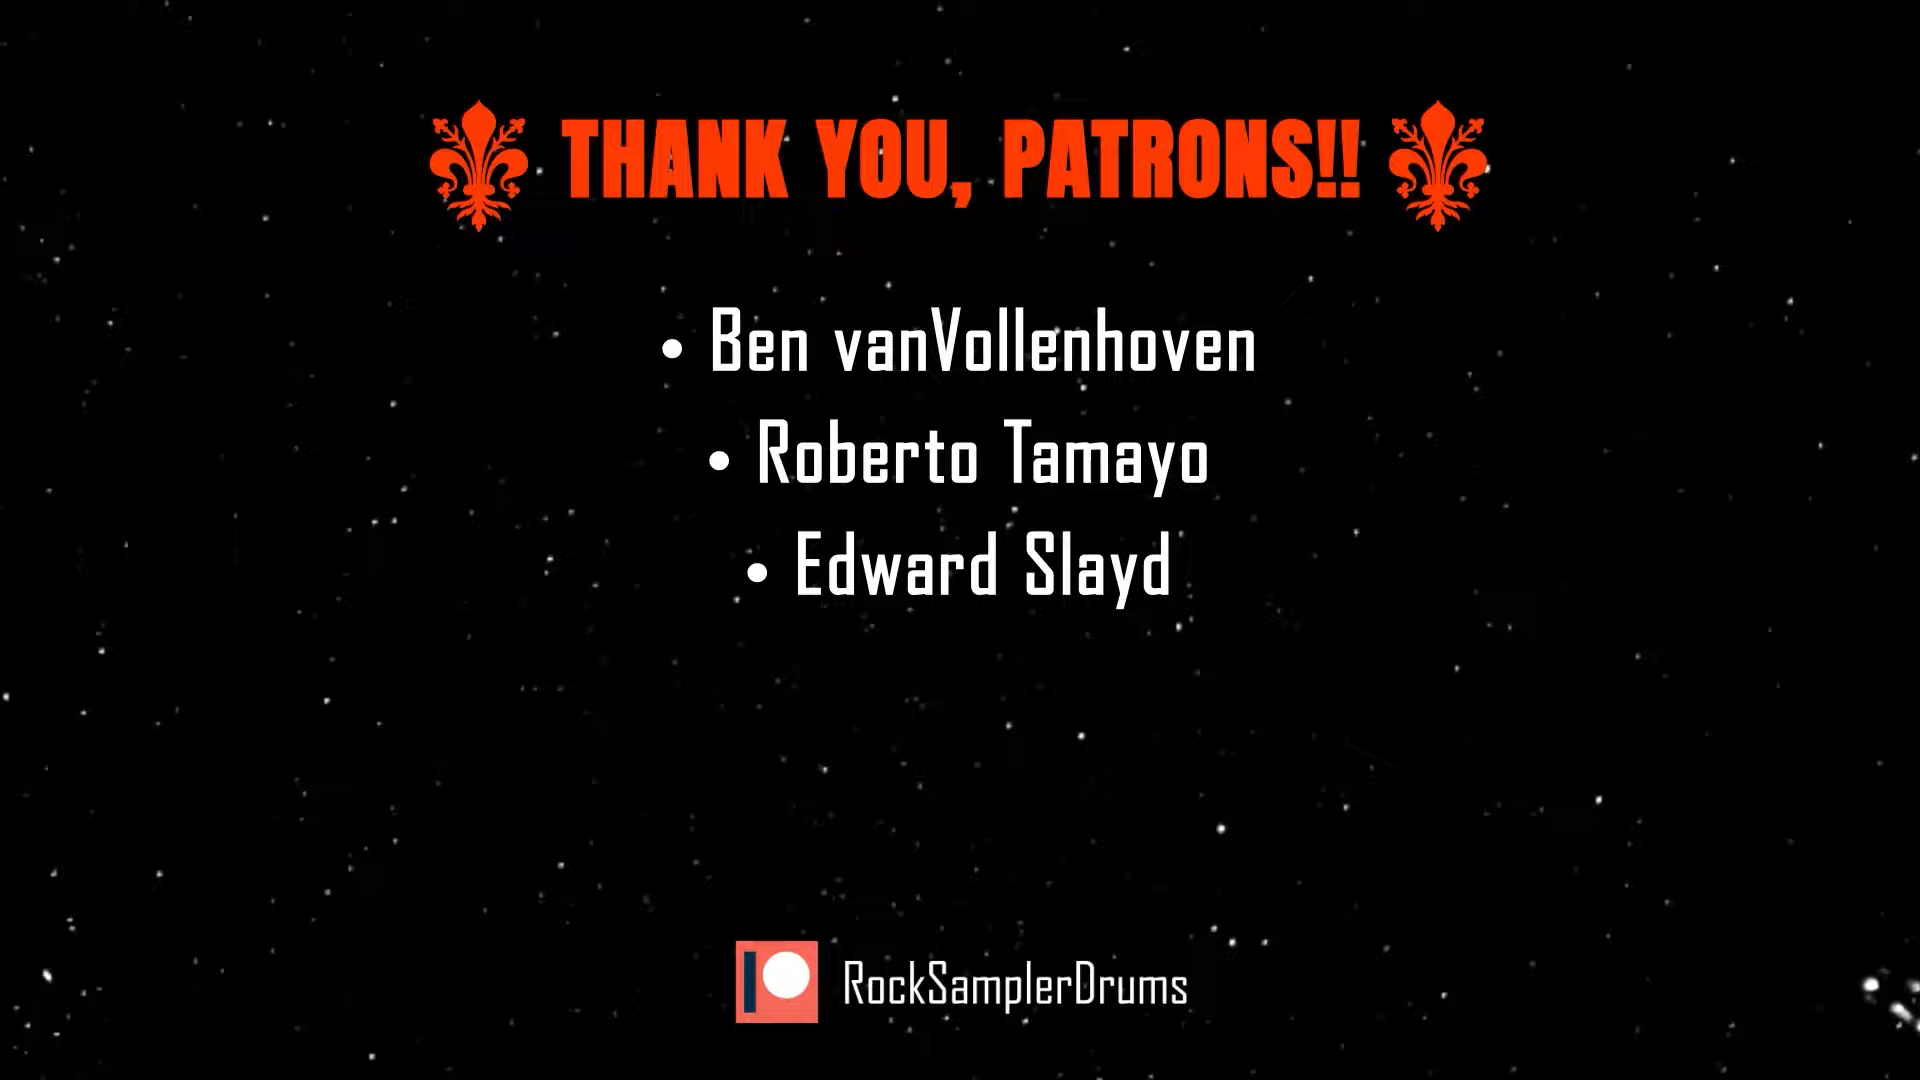 THANK YOU, PATRONS!!
• Ben vanVollenhoven
• Roberto Tamayo
• Edward Slayd
RockSamplerDrums